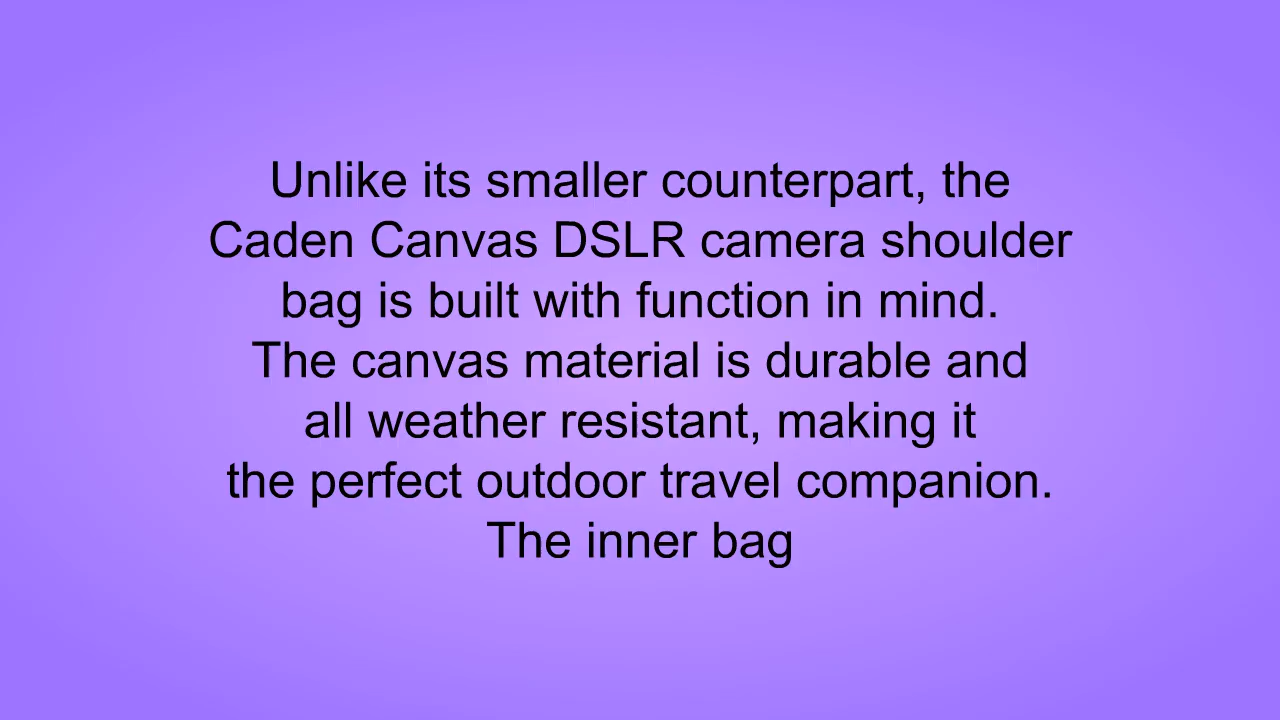 Unlike its smaller counterpart, the
Caden Canvas DSLR camera shoulder
bag is built with function in mind.
The canvas material is durable and
all weather resistant, making it
the perfect outdoor travel companion.
The inner bag